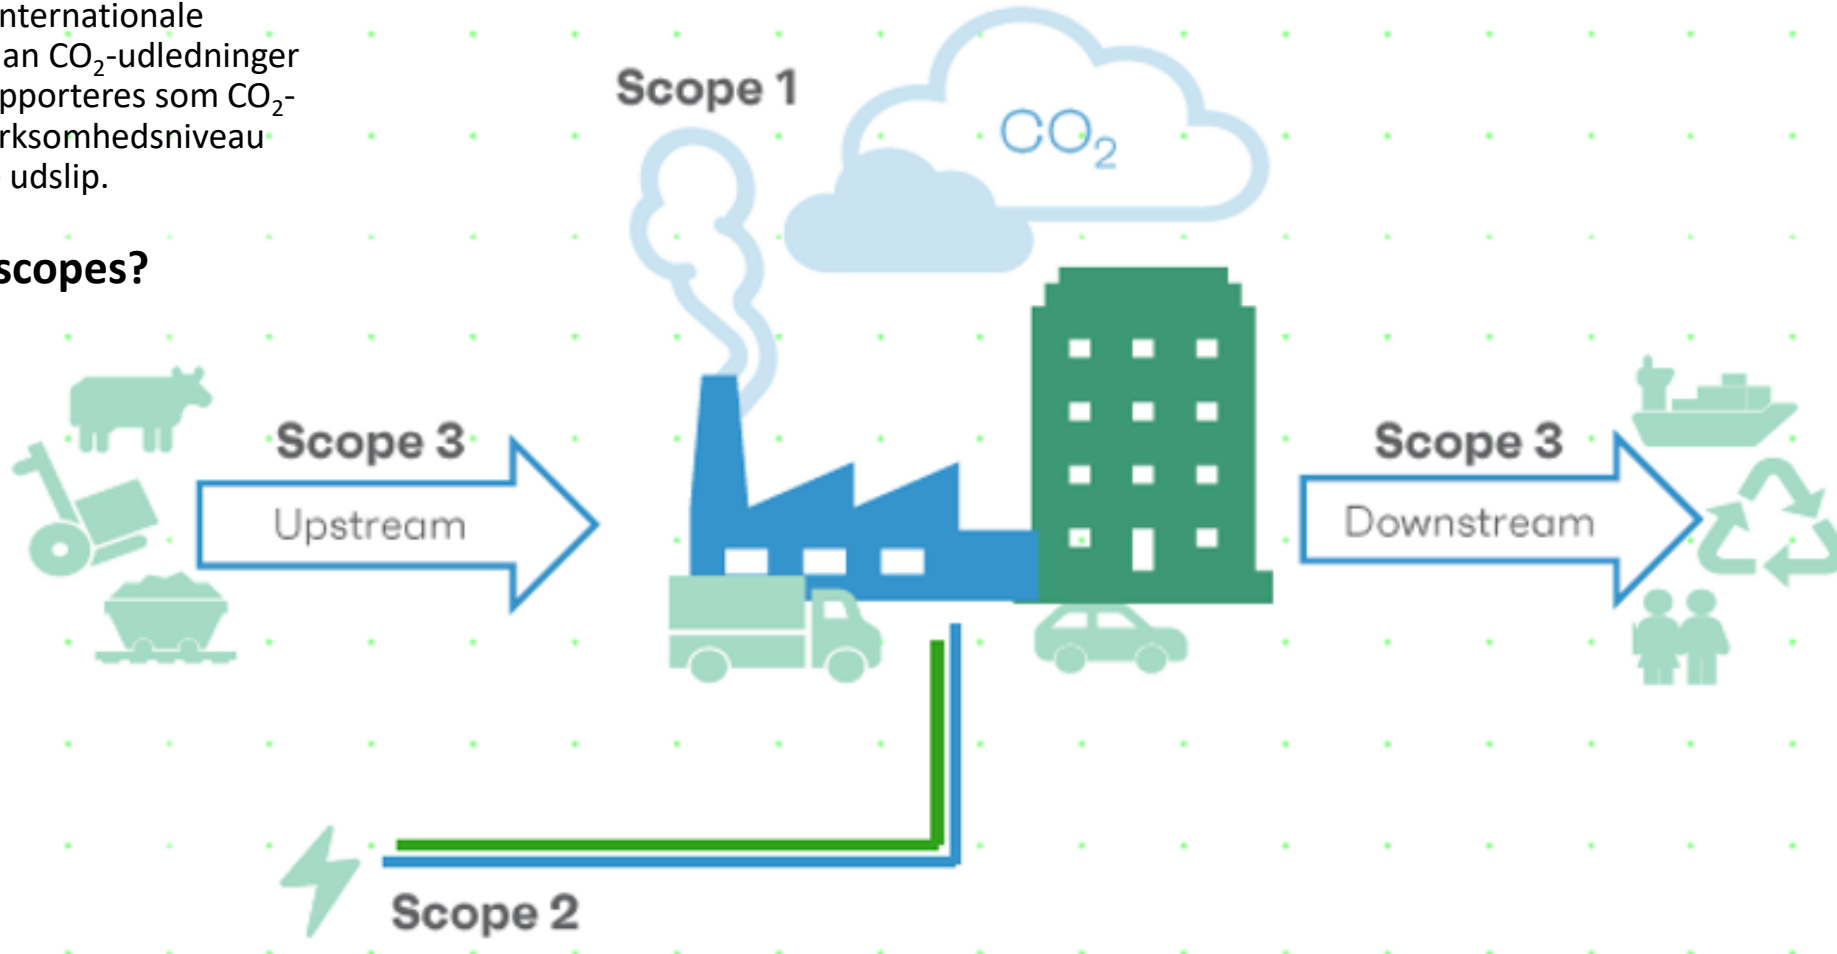 nternationale
an CO₂-udledninger
pporteres som CO₂-
rksomhedsniveau
udslip.
scopes?
Scope 1
CO₂
Scope 3
Upstream
Scope 3
Downstream
Scope 2